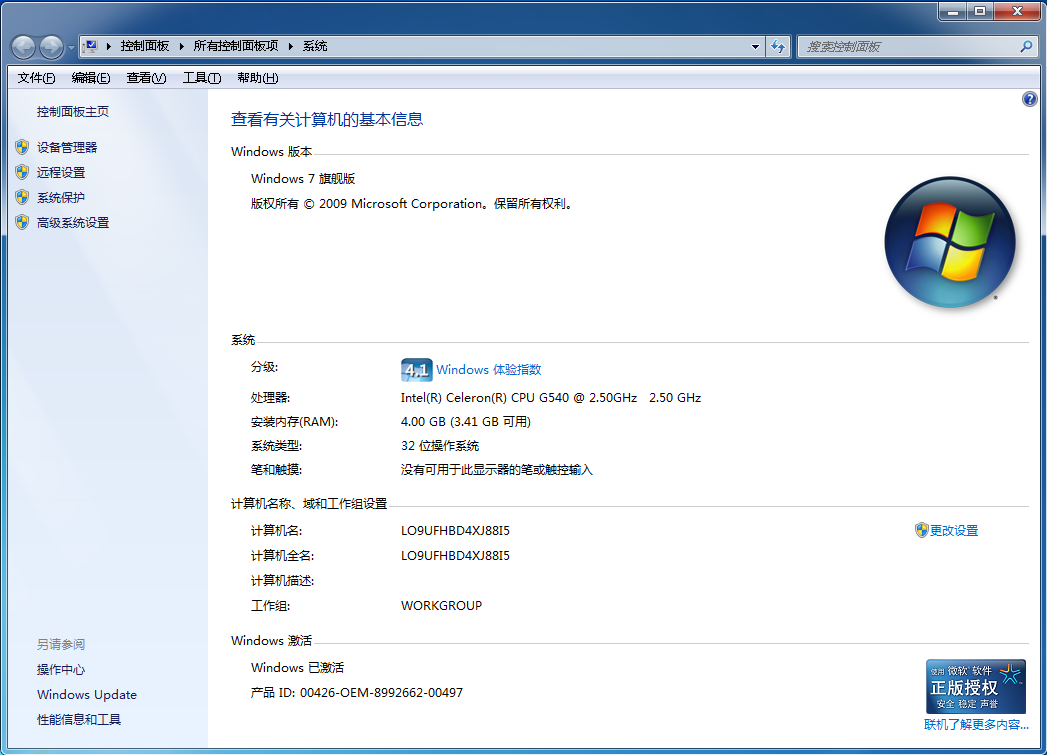 控制面板 ▸ 所有控制面板项 ▸ 系统
搜索控制面板
文件(F) 编辑(E) 查看(V) 工具(T) 帮助(H)
控制面板主页
设备管理器
远程设置
系统保护
高级系统设置
另请参阅
操作中心
Windows Update
性能信息和工具
查看有关计算机的基本信息
Windows 版本
Windows 7 旗舰版
版权所有 © 2009 Microsoft Corporation。保留所有权利。
系统
分级: 4.1 Windows 体验指数
处理器: Intel(R) Celeron(R) CPU G540 @ 2.50GHz 2.50 GHz
安装内存(RAM): 4.00 GB (3.41 GB 可用)
系统类型: 32 位操作系统
笔和触摸: 没有可用于此显示器的笔或触控输入
计算机名称、域和工作组设置
计算机名: LO9UFHBD4XJ88I5 更改设置
计算机全名: LO9UFHBD4XJ88I5
计算机描述:
工作组: WORKGROUP
Windows 激活
Windows 已激活
产品 ID: 00426-OEM-8992662-00497
使用 微软 软件
正版授权
安全 稳定 声誉
联机了解更多内容...